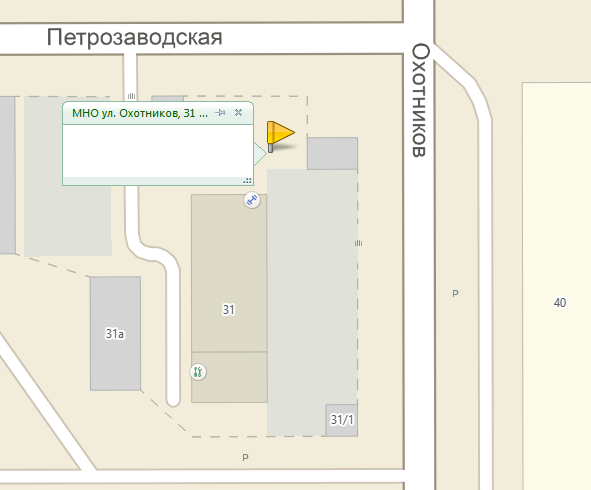 Петрозаводская
Охотников
МНО ул. Охотников, 31 ...
31
31а
31/1
40
P
P